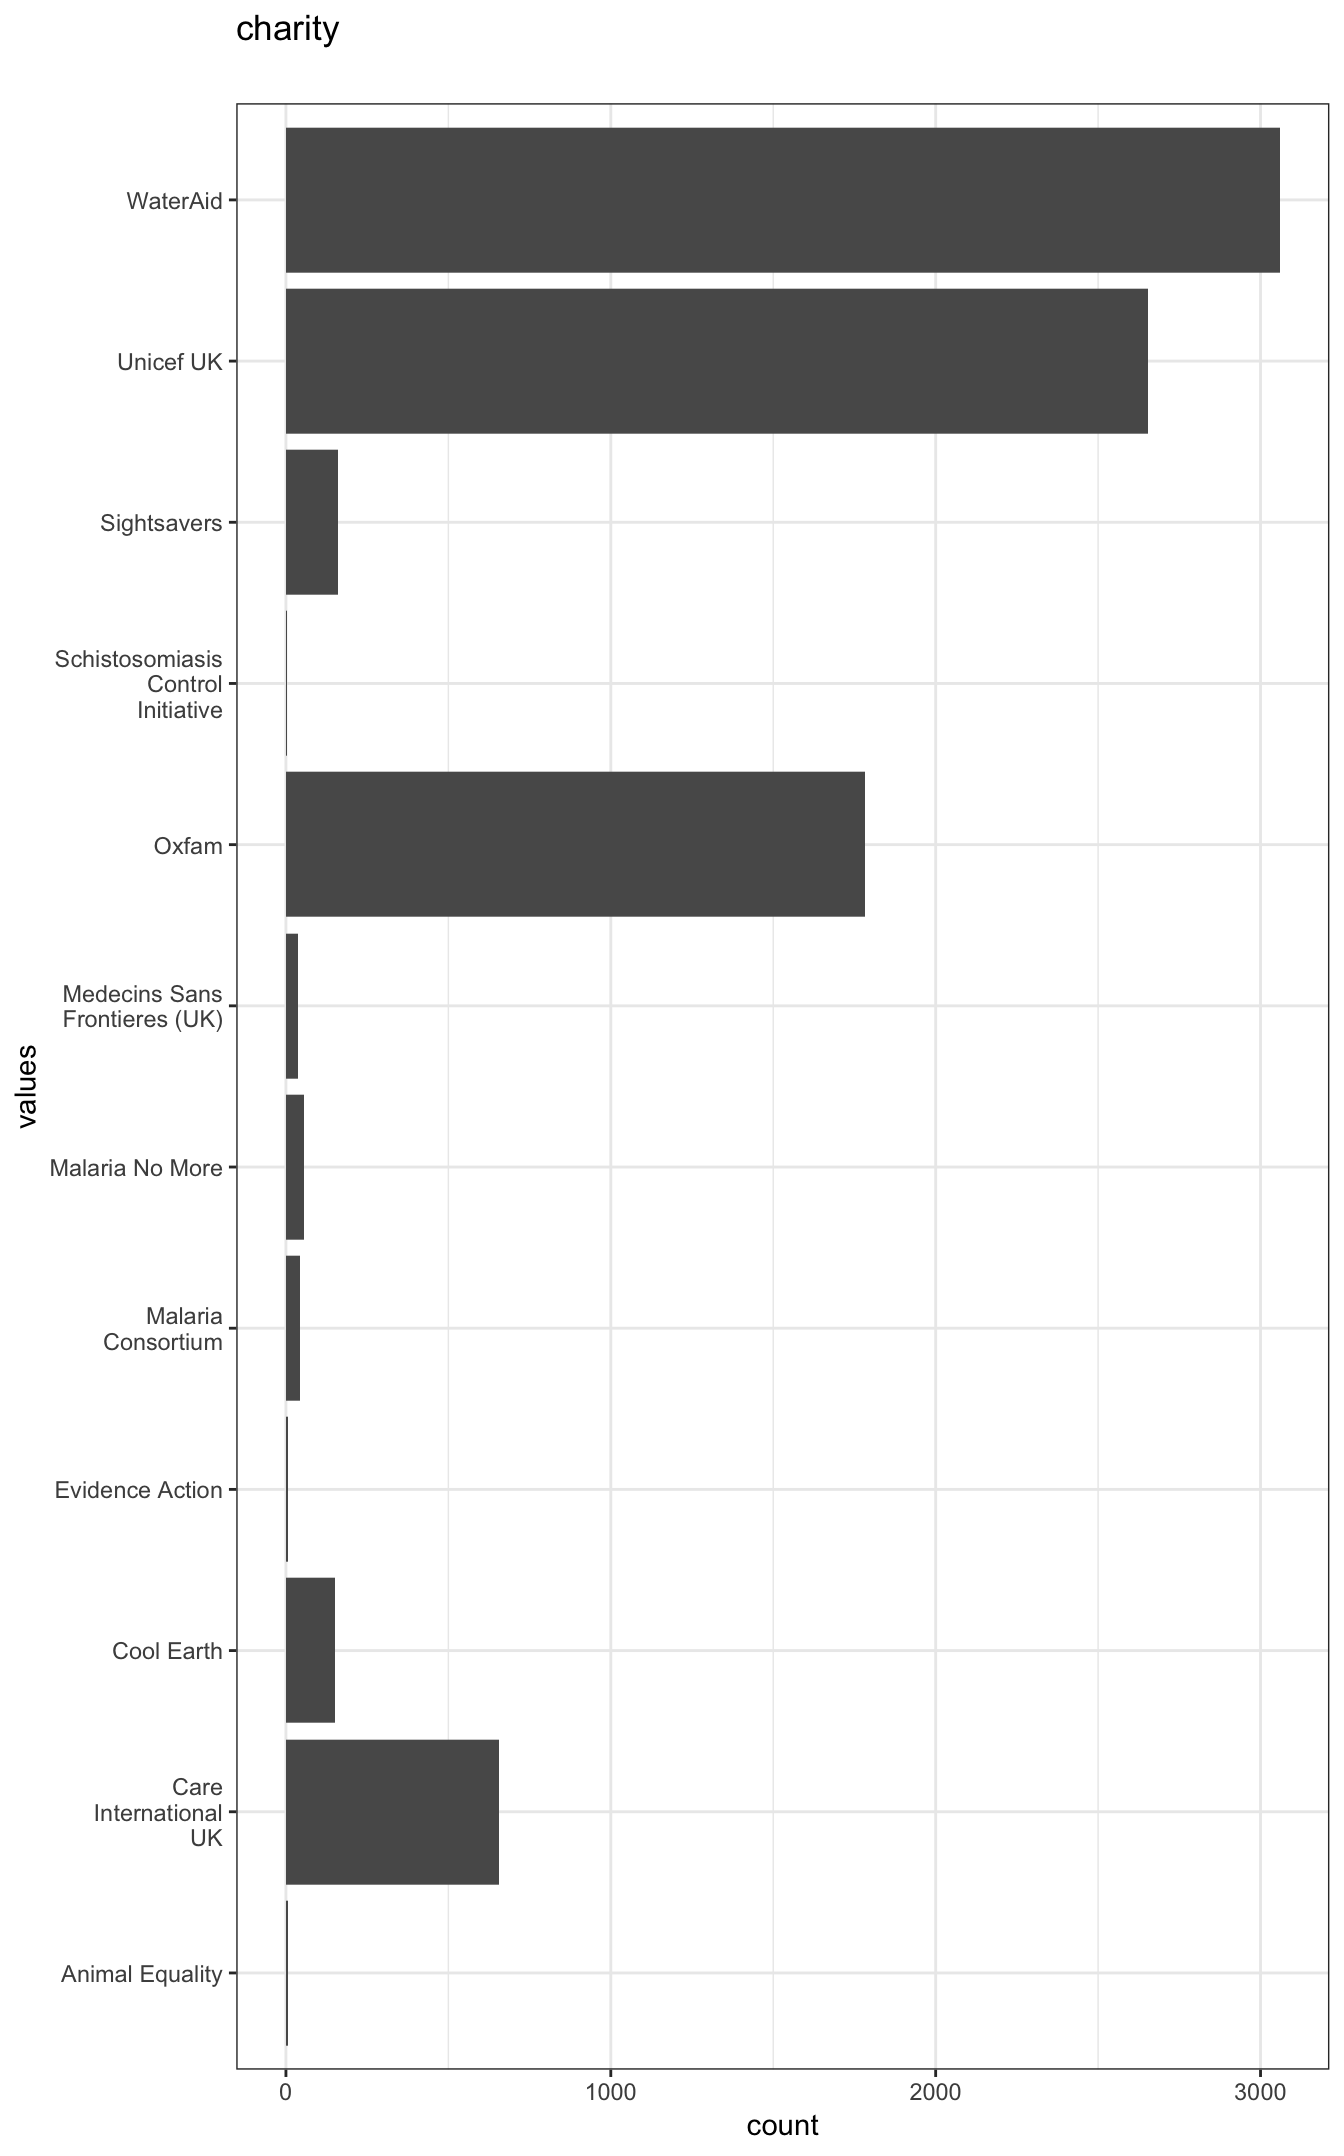 charity
WaterAid
Unicef UK
Sightsavers
Schistosomiasis
Control
Initiative
Oxfam
Medecins Sans
Frontieres (UK)
Malaria No More
Malaria
Consortium
Evidence Action
Cool Earth
Care
International
UK
Animal Equality
values
0 1000 2000 3000
count